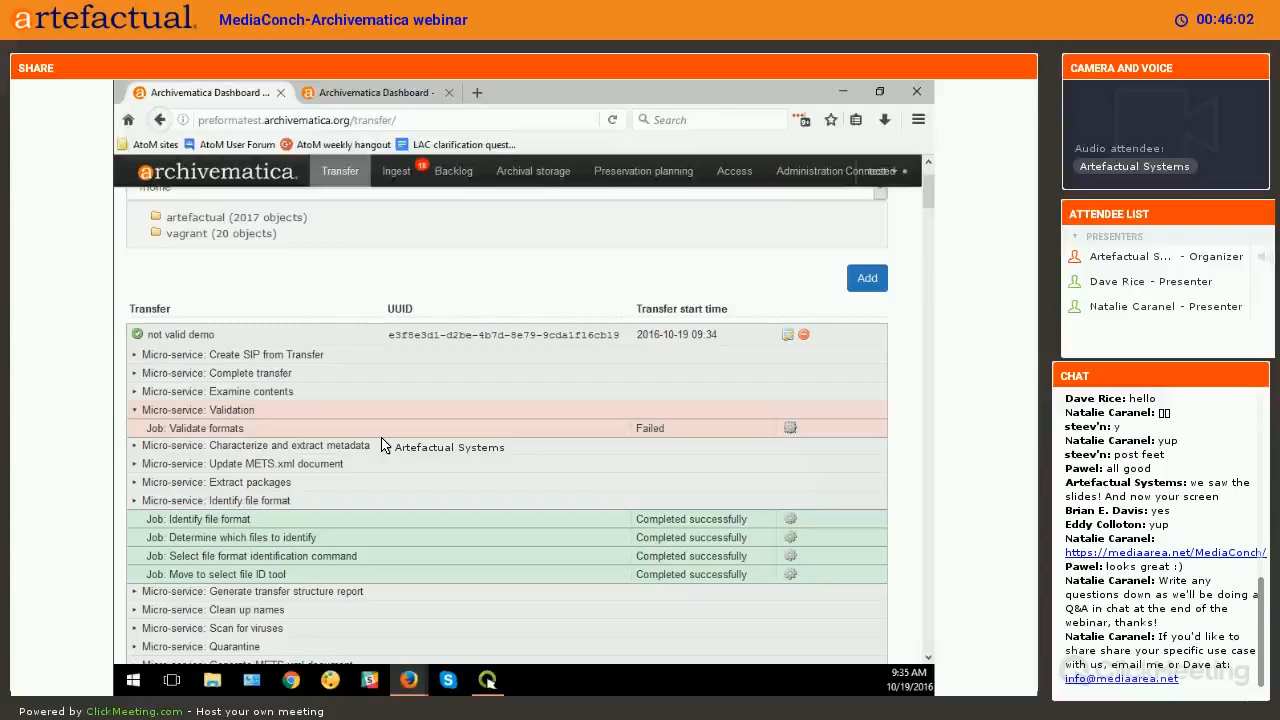 artefactual.
MediaConch-Archivematica webinar
00:46:02
SHARE
Archivematica Dashboard ...
Archivematica Dashboard -
preformatest.archivematica.org/transfer/
Search
AtoM sites
AtoM User Forum
AtoM weekly hangout
LAC clarification quest...
archivematica.
Transfer
Ingest
18
Backlog
Archival storage
Preservation planning
Access
Administration
/home
artefactual (2017 objects)
vagrant (20 objects)
Add
Transfer
UUID
Transfer start time
not valid demo
e3f8e3d1-d2be-4b7d-8e79-9cda1f16cb19
2016-10-19 09:34
Micro-service: Create SIP from Transfer
Micro-service: Complete transfer
Micro-service: Examine contents
Micro-service: Validation
Job: Validate formats
Failed
Micro-service: Characterize and extract metadata
Artefactual Systems
Micro-service: Update METS.xml document
Micro-service: Extract packages
Micro-service: Identify file format
Job: Identify file format
Completed successfully
Job: Determine which files to identify
Completed successfully
Job: Select file format identification command
Completed successfully
Job: Move to select file ID tool
Completed successfully
Micro-service: Generate transfer structure report
Micro-service: Clean up names
Micro-service: Scan for viruses
Micro-service: Quarantine
Micro-service: Generate METS.xml document
9:35 AM
10/19/2016
CAMERA AND VOICE
Audio attendee:
Artefactual Systems
ATTENDEE LIST
PRESENTERS
Artefactual S... - Organizer
Dave Rice - Presenter
Natalie Caranel - Presenter
CHAT
Dave Rice: hello
Natalie Caranel:
steev'n: y
Natalie Caranel: yup
steev'n: post feet
Pawel: all good
Artefactual Systems: we saw the
slides! And now your screen
Brian E. Davis: yes
Eddy Colloton: yup
Natalie Caranel:
https://mediaarea.net/MediaConch/
Pawel: looks great :)
Natalie Caranel: Write any
questions down as we'll be doing a
Q&A in chat at the end of the
webinar, thanks!
Natalie Caranel: If you'd like to
share share your specific use case
with us, email me or Dave at:
info@mediaarea.net
ClickMeeting
Powered by ClickMeeting.com - Host your own meeting